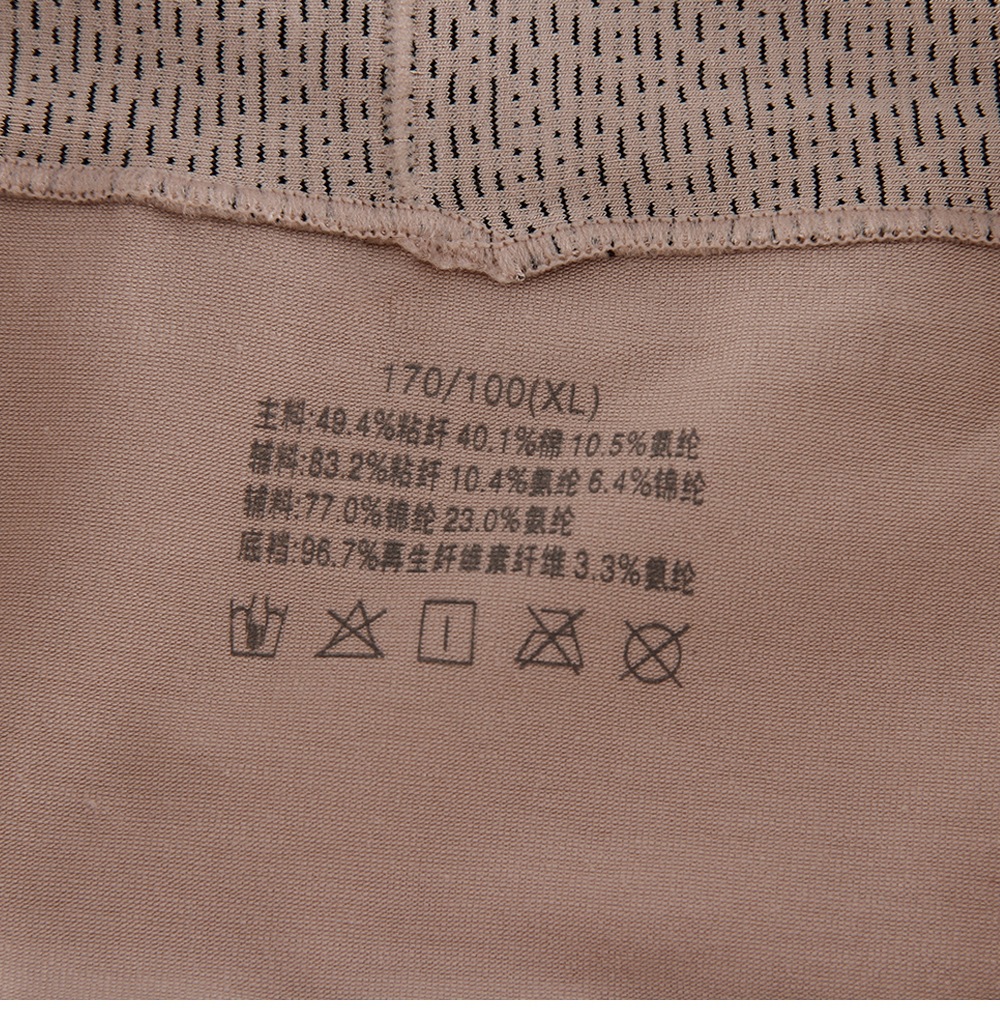 170/100(XL)
主料:49.4%粘纤 40.1%棉 10.5%氨纶
辅料:83.2%粘纤 10.4%氨纶 6.4%锦纶
辅料:77.0%锦纶 23.0%氨纶
底裆:96.7%再生纤维素纤维 3.3%氨纶